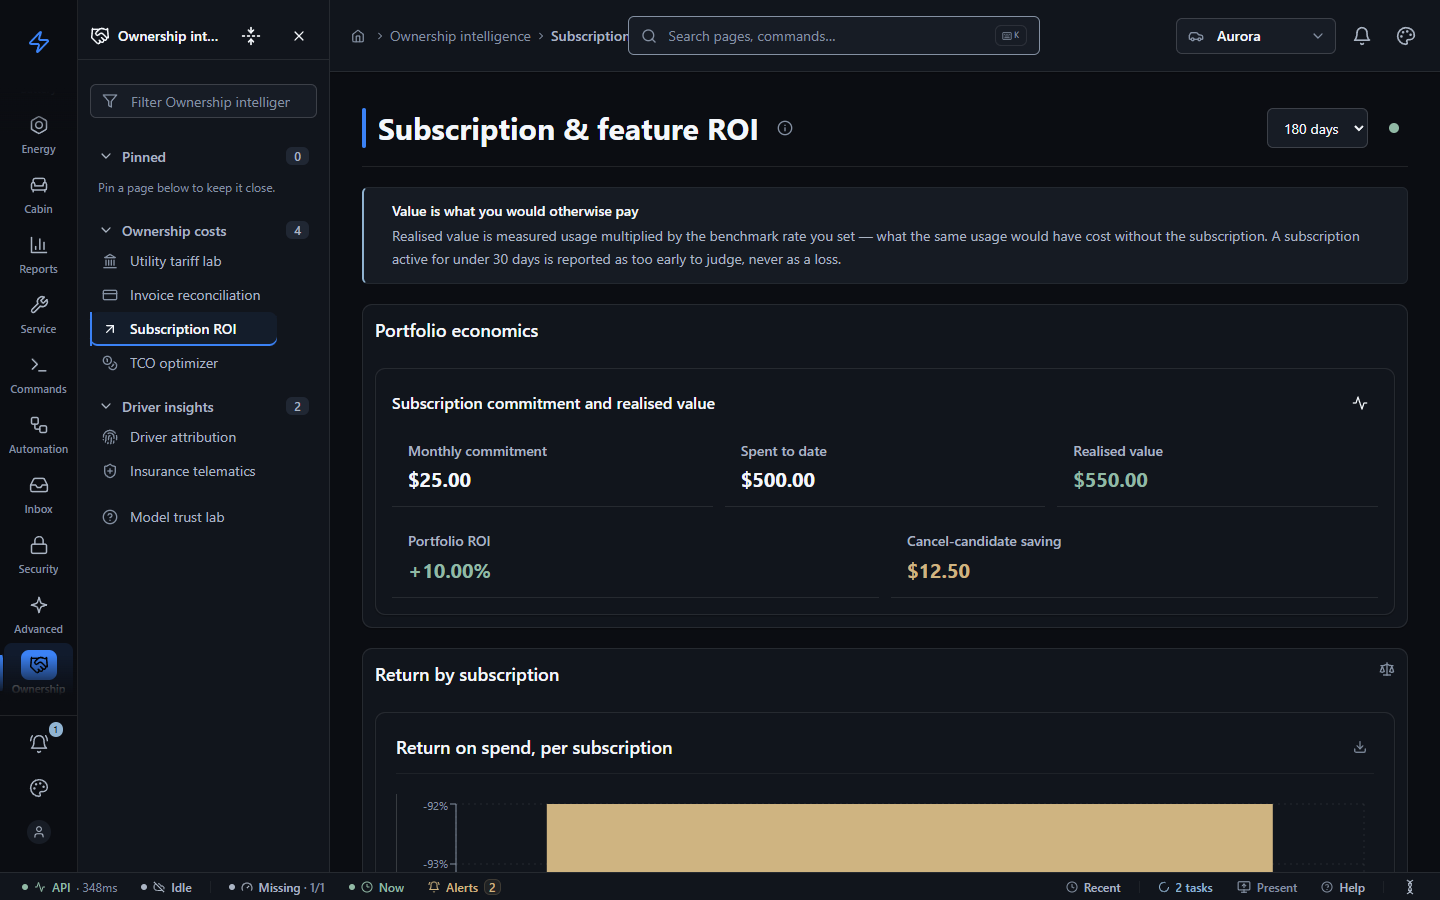 Ownership int...
Ownership intelligence
Subscription
Search pages, commands...
K
Aurora
Filter Ownership intelliger
Energy
Cabin
Reports
Service
Commands
Automation
Inbox
Security
Advanced
Ownership
1
Pinned
0
Pin a page below to keep it close.
Ownership costs
4
Utility tariff lab
Invoice reconciliation
Subscription ROI
TCO optimizer
Driver insights
2
Driver attribution
Insurance telematics
Model trust lab
Subscription & feature ROI
180 days
Value is what you would otherwise pay
Realised value is measured usage multiplied by the benchmark rate you set — what the same usage would have cost without the subscription. A subscription
active for under 30 days is reported as too early to judge, never as a loss.
Portfolio economics
Subscription commitment and realised value
Monthly commitment
$25.00
Spent to date
$500.00
Realised value
$550.00
Portfolio ROI
+10.00%
Cancel-candidate saving
$12.50
Return by subscription
Return on spend, per subscription
-92%
-93%
API · 348ms
Idle
Missing · 1/1
Now
Alerts 2
Recent
2 tasks
Present
Help